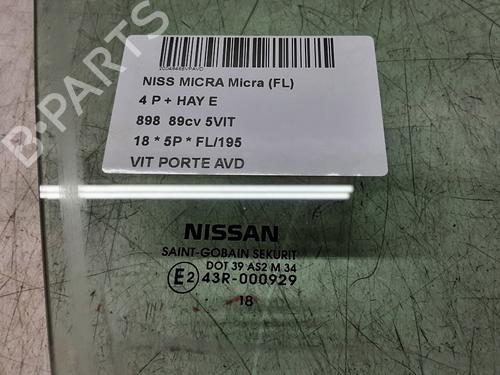 B-PARTS
20048468VPAVD
NISS MICRA Micra (FL)
4 P + HAY E
898 89cv 5VIT
18 * 5P * FL/195
VIT PORTE AVD
NISSAN
SAINT-GOBAIN SEKURIT
DOT 39 AS2 M 34
E2 43R-000929
18